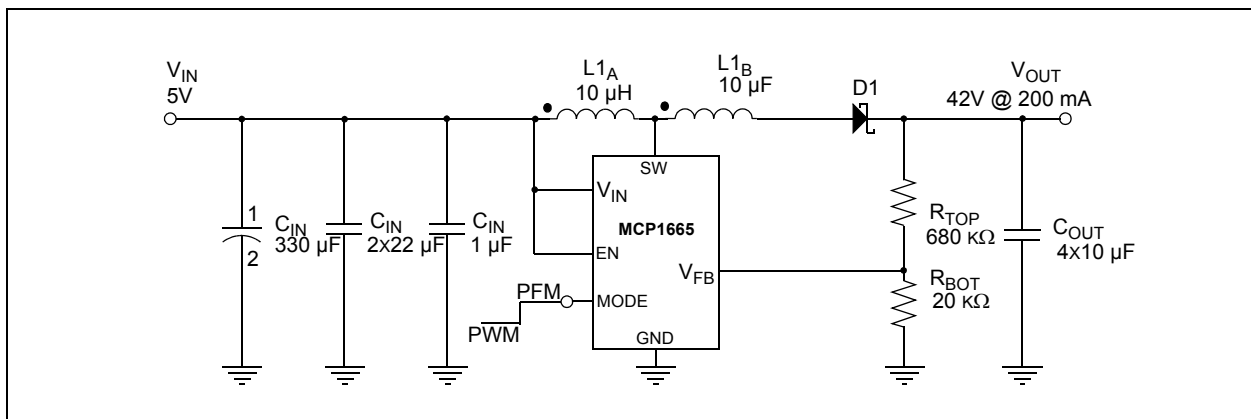 V_IN
5V
L1_A
10 µH
L1_B
10 µF
D1
V_OUT
42V @ 200 mA
SW
V_IN
MCP1665
EN
V_FB
MODE
GND
PFM
PWM
1
2
C_IN
330 µF
C_IN
2x22 µF
C_IN
1 µF
R_TOP
680 KΩ
R_BOT
20 KΩ
C_OUT
4x10 µF